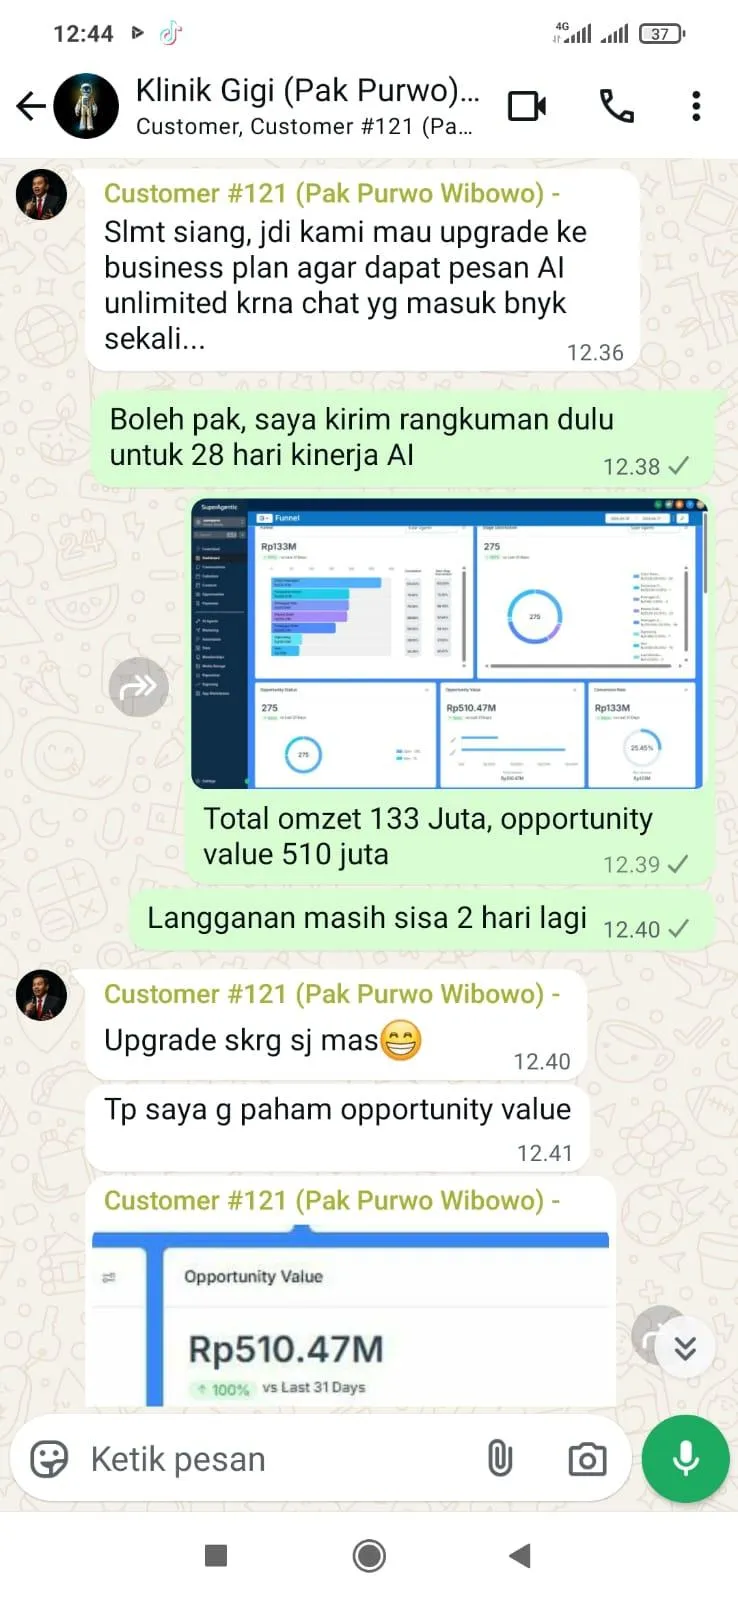 12:44
4G
37
Klinik Gigi (Pak Purwo)...
Customer, Customer #121 (Pa...
Customer #121 (Pak Purwo Wibowo) -
Slmt siang, jdi kami mau upgrade ke
business plan agar dapat pesan AI
unlimited krna chat yg masuk bnyk
sekali...
12.36
Boleh pak, saya kirim rangkuman dulu
untuk 28 hari kinerja AI
12.38
SuperAgentic
Funnel
Rp133M
275
275
Opportunity Status
275
275
Opportunity Value
Rp510.47M
Conversion Rate
Rp133M
25.45%
Total omzet 133 Juta, opportunity
value 510 juta
12.39
Langganan masih sisa 2 hari lagi
12.40
Customer #121 (Pak Purwo Wibowo) -
Upgrade skrg sj mas😁
12.40
Tp saya g paham opportunity value
12.41
Customer #121 (Pak Purwo Wibowo) -
Opportunity Value
Rp510.47M
↑ 100% vs Last 31 Days
Ketik pesan